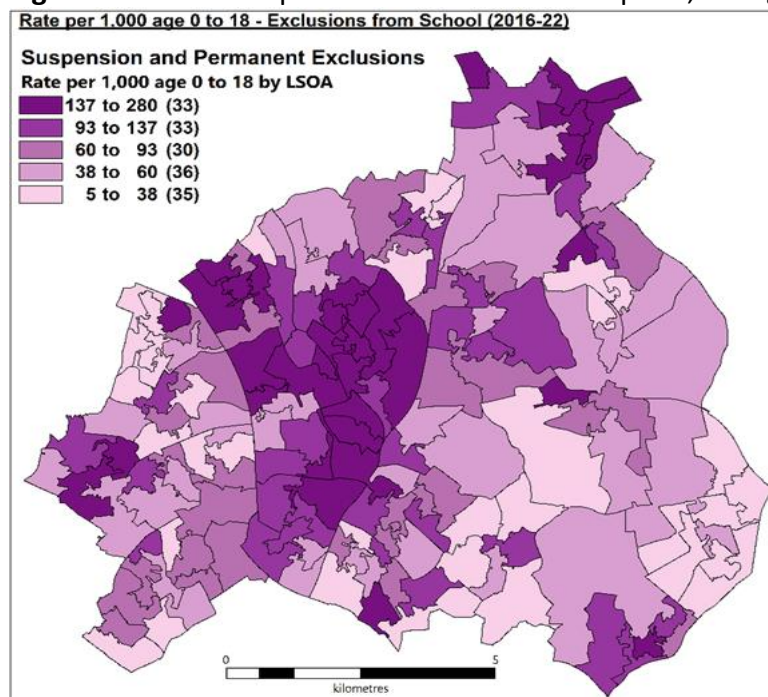 Rate per 1,000 age 0 to 18 - Exclusions from School (2016-22)
Suspension and Permanent Exclusions
Rate per 1,000 age 0 to 18 by LSOA
137 to 280 (33)
93 to 137 (33)
60 to 93 (30)
38 to 60 (36)
5 to 38 (35)
0 5
kilometres